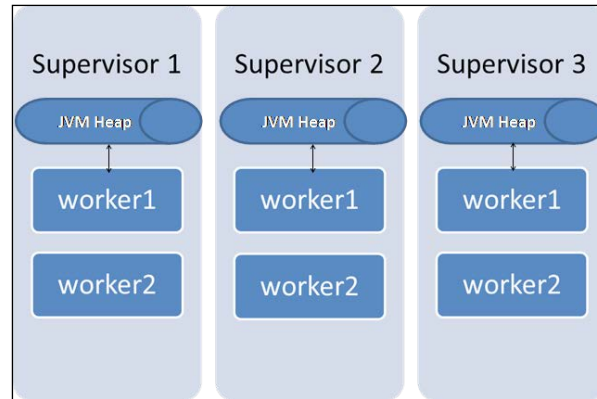 Supervisor 1
JVM Heap
worker1
worker2
Supervisor 2
JVM Heap
worker1
worker2
Supervisor 3
JVM Heap
worker1
worker2